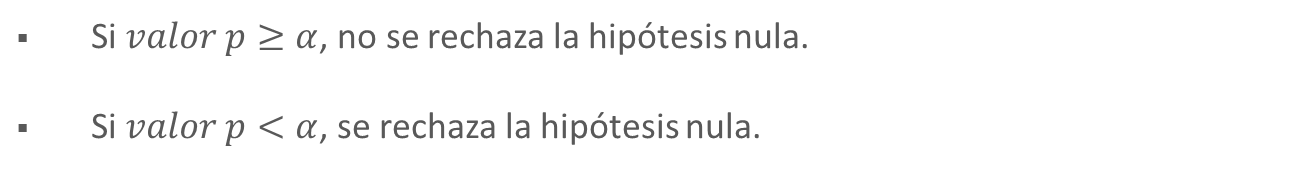 ▪ Si valor p ≥ α, no se rechaza la hipótesis nula.
▪ Si valor p < α, se rechaza la hipótesis nula.